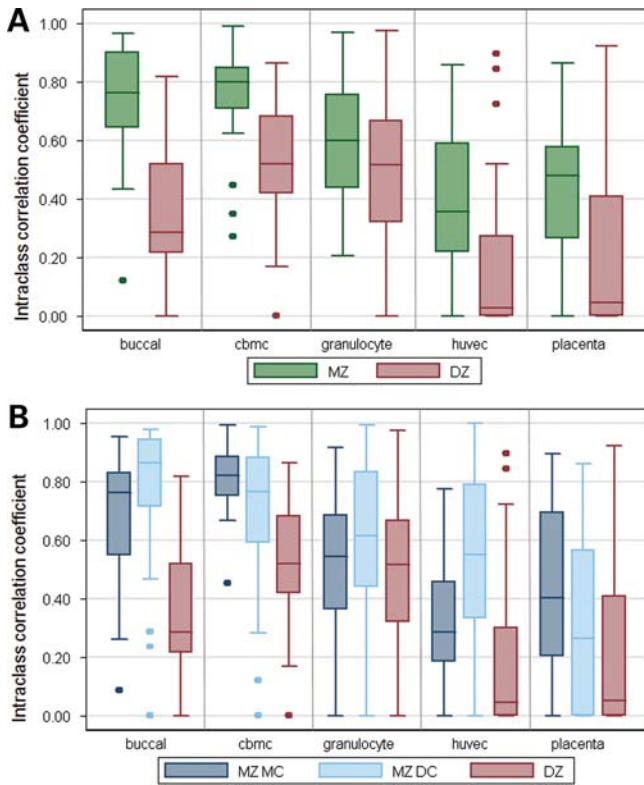 A
Intraclass correlation coefficient
1.00
0.80
0.60
0.40
0.20
0.00
buccal cbmc granulocyte huvec placenta
MZ DZ
B
Intraclass correlation coefficient
1.00
0.80
0.60
0.40
0.20
0.00
buccal cbmc granulocyte huvec placenta
MZ MC MZ DC DZ